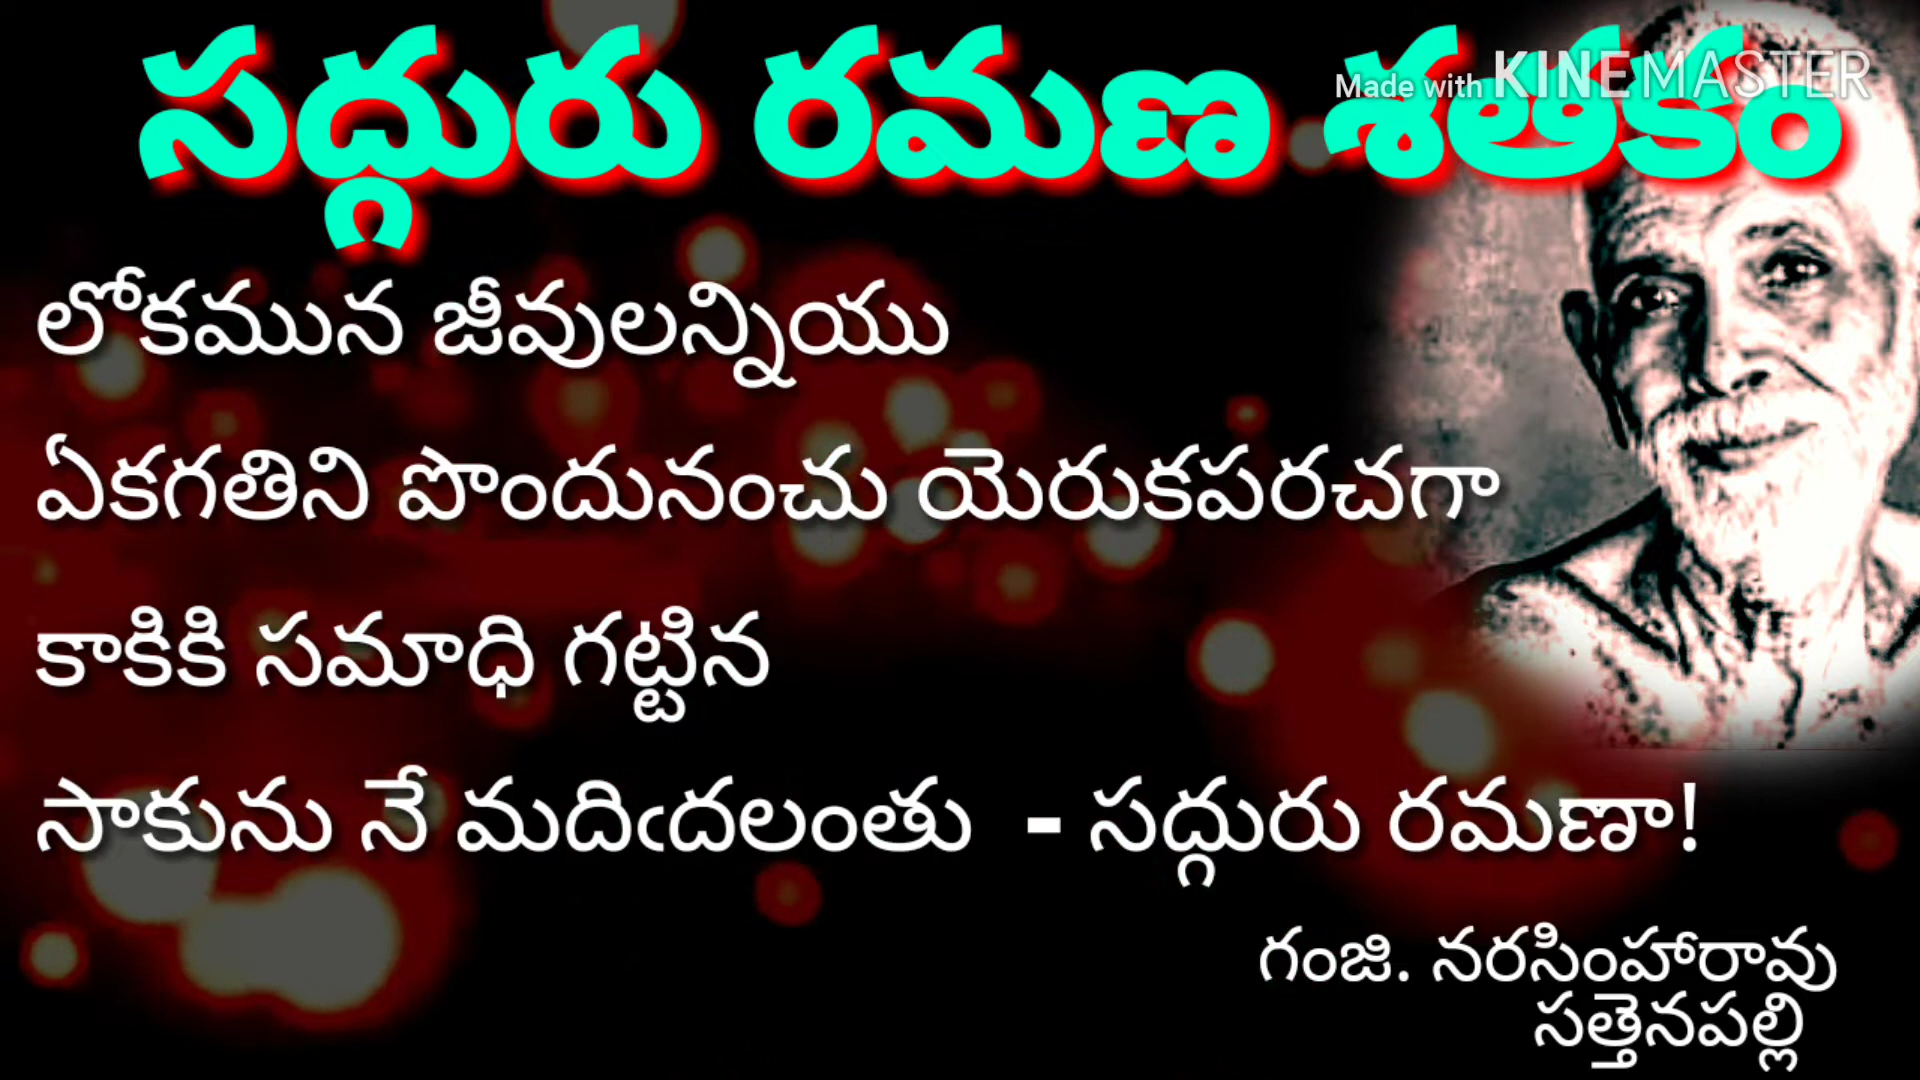 సద్గురు రమణ శతకం
Made with KINEMASTER
లోకమున జీవులన్నియు
ఏకగతిని పొందునంచు యెరుకపరచగా
కాకికి సమాధి గట్టిన
సాకును నే మదిఁదలంతు - సద్గురు రమణా!
గంజి. నరసింహారావు
సత్తెనపల్లి